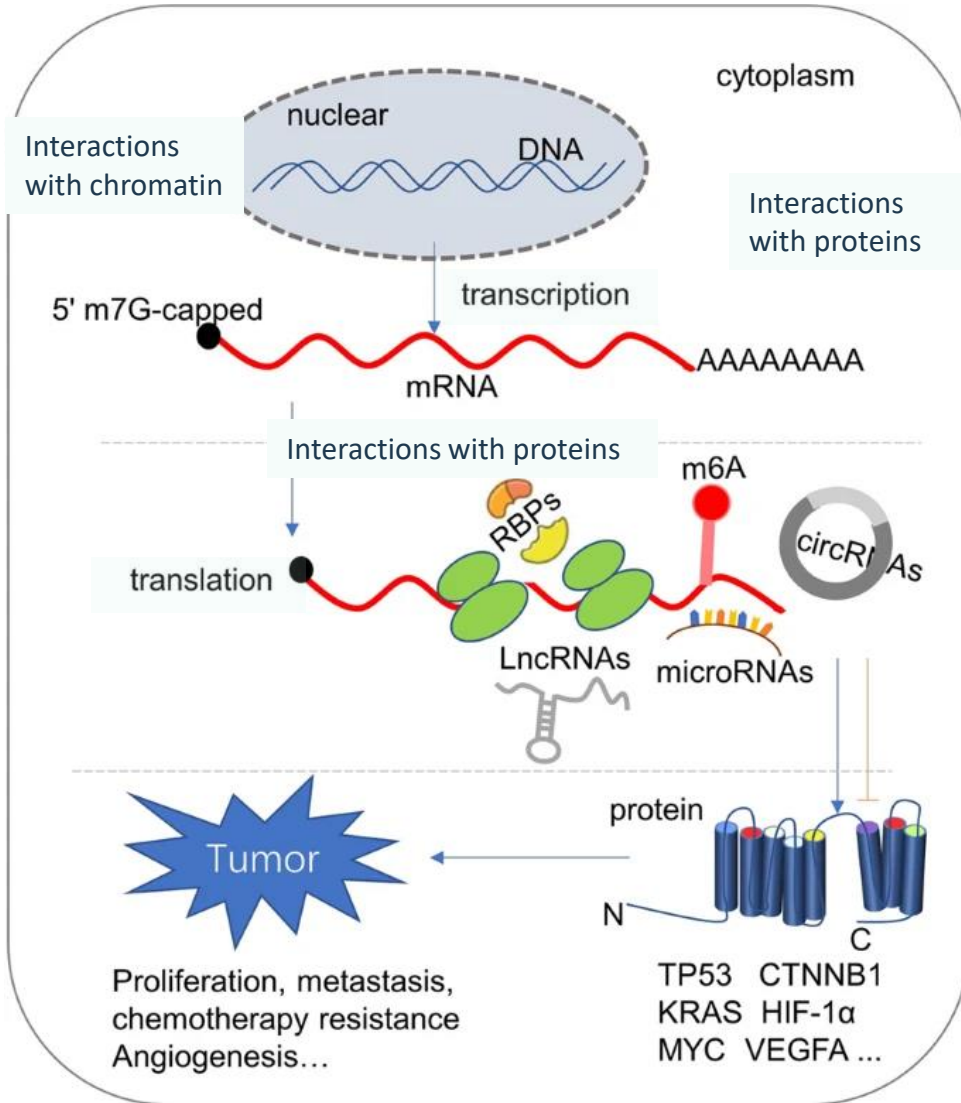 cytoplasm
nuclear
DNA
Interactions
with chromatin
Interactions
with proteins
transcription
5' m7G-capped
AAAAAAAA
mRNA
Interactions with proteins
m6A
RBPs
circRNAs
translation
LncRNAs
microRNAs
protein
Tumor
N
C
Proliferation, metastasis,
chemotherapy resistance
Angiogenesis...
TP53 CTNNB1
KRAS HIF-1α
MYC VEGFA ...